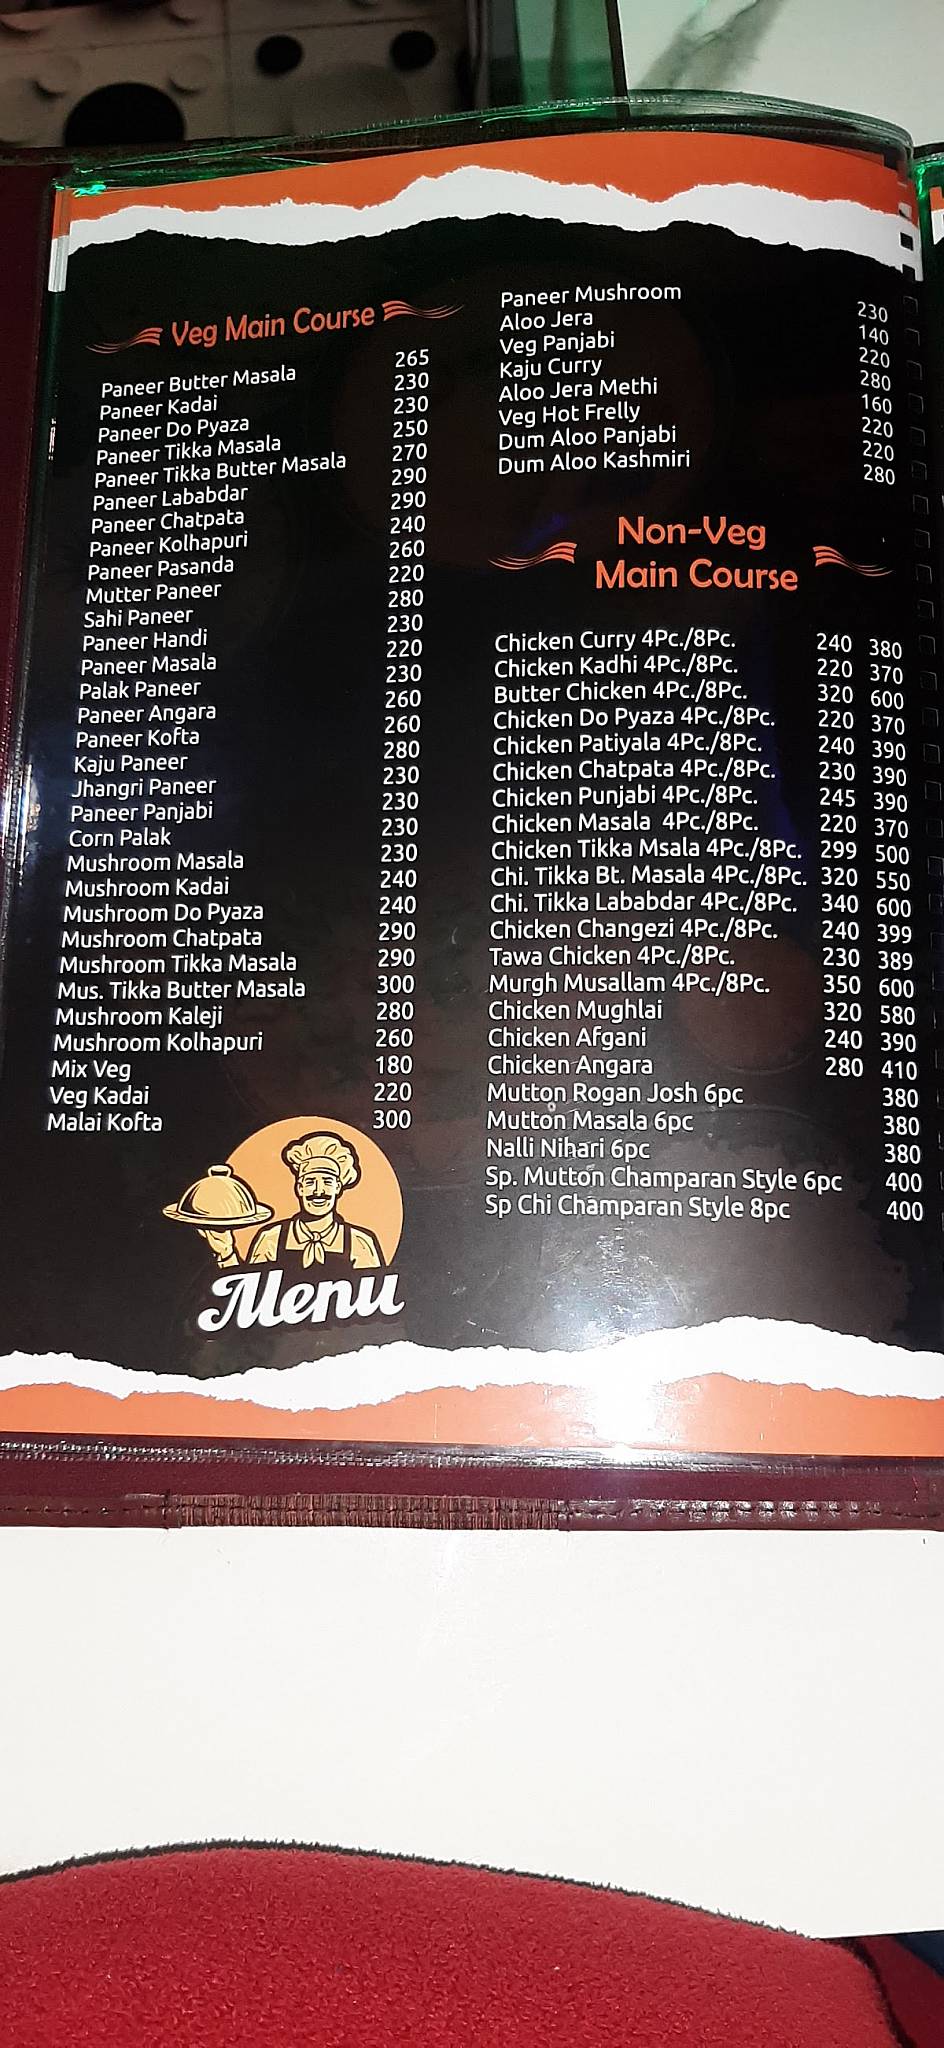 Veg Main Course
Paneer Butter Masala 265
Paneer Kadai 230
Paneer Do Pyaza 230
Paneer Tikka Masala 250
Paneer Tikka Butter Masala 270
Paneer Lababdar 290
Paneer Chatpata 290
Paneer Kolhapuri 240
Paneer Pasanda 260
Mutter Paneer 220
Sahi Paneer 280
Paneer Handi 230
Paneer Masala 220
Palak Paneer 230
Paneer Angara 260
Paneer Kofta 260
Kaju Paneer 280
Jhangri Paneer 230
Paneer Panjabi 230
Corn Palak 230
Mushroom Masala 230
Mushroom Kadai 240
Mushroom Do Pyaza 240
Mushroom Chatpata 290
Mushroom Tikka Masala 290
Mus. Tikka Butter Masala 300
Mushroom Kaleji 280
Mushroom Kolhapuri 260
Mix Veg 180
Veg Kadai 220
Malai Kofta 300
Menu
Paneer Mushroom 230
Aloo Jera 140
Veg Panjabi 220
Kaju Curry 280
Aloo Jera Methi 160
Veg Hot Frelly 220
Dum Aloo Panjabi 220
Dum Aloo Kashmiri 280
Non-Veg
Main Course
Chicken Curry 4Pc./8Pc. 240 380
Chicken Kadhi 4Pc./8Pc. 220 370
Butter Chicken 4Pc./8Pc. 320 600
Chicken Do Pyaza 4Pc./8Pc. 220 370
Chicken Patiyala 4Pc./8Pc. 240 390
Chicken Chatpata 4Pc./8Pc. 230 390
Chicken Punjabi 4Pc./8Pc. 245 390
Chicken Masala 4Pc./8Pc. 220 370
Chicken Tikka Msala 4Pc./8Pc. 299 500
Chi. Tikka Bt. Masala 4Pc./8Pc. 320 550
Chi. Tikka Lababdar 4Pc./8Pc. 340 600
Chicken Changezi 4Pc./8Pc. 240 399
Tawa Chicken 4Pc./8Pc. 230 389
Murgh Musallam 4Pc./8Pc. 350 600
Chicken Mughlai 320 580
Chicken Afgani 240 390
Chicken Angara 280 410
Mutton Rogan Josh 6pc 380
Mutton Masala 6pc 380
Nalli Nihari 6pc 380
Sp. Mutton Champaran Style 6pc 400
Sp Chi Champaran Style 8pc 400